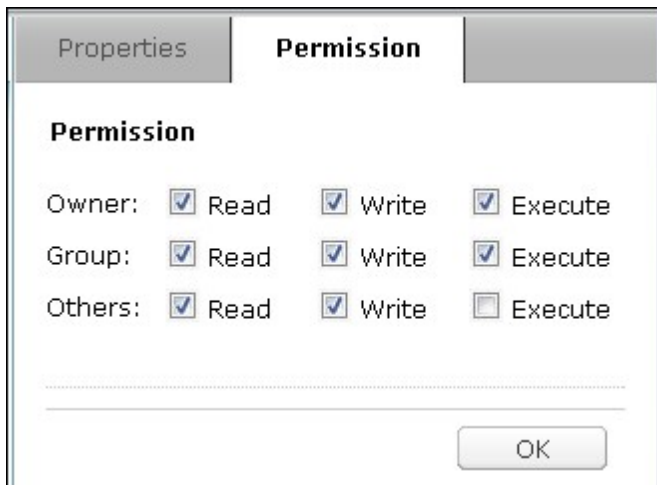 Properties Permission
Permission
Owner: Read Write Execute
Group: Read Write Execute
Others: Read Write Execute
OK